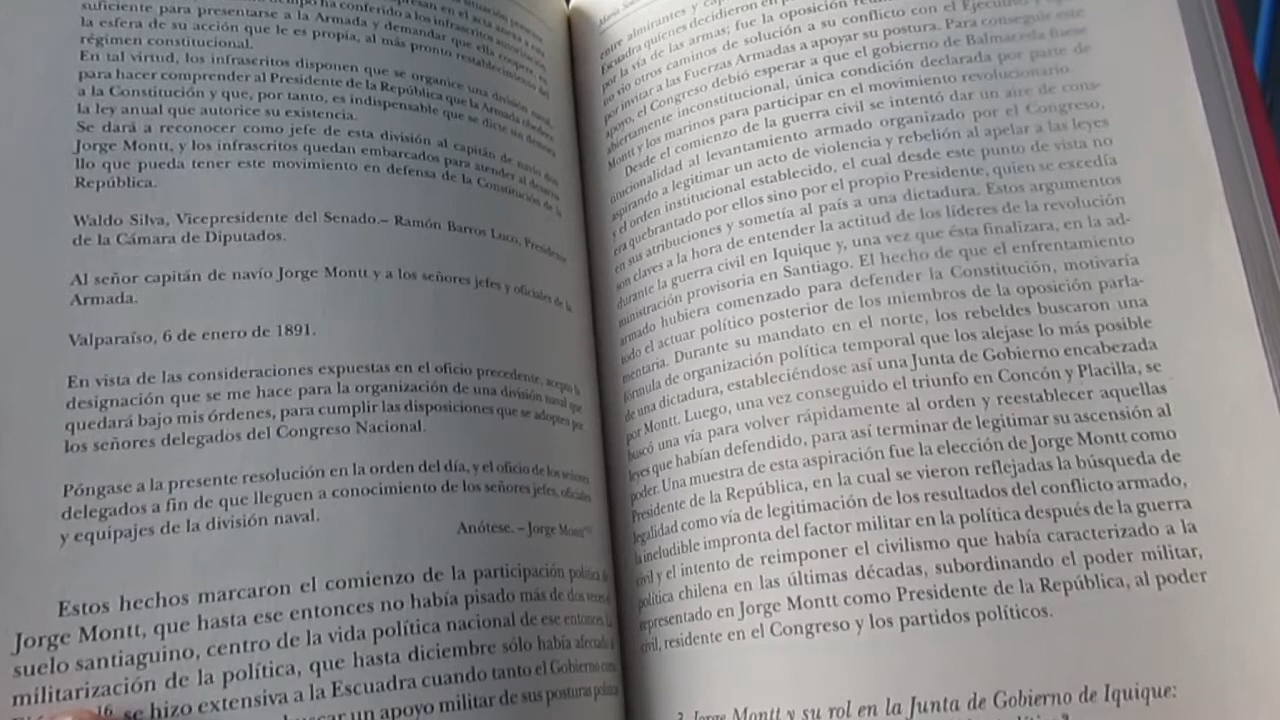 presan en el acta
tiempo ha conferido a los infrascritos autorización
suficiente para presentarse a la Armada y demandar que ella coopere, en
la esfera de su acción que le es propia, al más pronto restablecimiento del
régimen constitucional.
En tal virtud, los infrascritos disponen que se organice una división naval,
para hacer comprender al Presidente de la República que la Armada obedece
a la Constitución y que, por tanto, es indispensable que se dicte sin demora
la ley anual que autorice su existencia.
Se dará a reconocer como jefe de esta división al capitán de navío don
Jorge Montt, y los infrascritos quedan embarcados para atender al desarro
llo que pueda tener este movimiento en defensa de la Constitución de la
República.
Waldo Silva, Vicepresidente del Senado.– Ramón Barros Luco, Presidente
de la Cámara de Diputados.
Al señor capitán de navío Jorge Montt y a los señores jefes y oficiales de la
Armada.
Valparaíso, 6 de enero de 1891.
En vista de las consideraciones expuestas en el oficio precedente, acepto la
designación que se me hace para la organización de una división naval que
quedará bajo mis órdenes, para cumplir las disposiciones que se adopten por
los señores delegados del Congreso Nacional.
Póngase a la presente resolución en la orden del día, y el oficio de los señores
delegados a fin de que lleguen a conocimiento de los señores jefes, oficiales
y equipajes de la división naval.
Anótese. – Jorge Montt
Estos hechos marcaron el comienzo de la participación política de
Jorge Montt, que hasta ese entonces no había pisado más de dos veces el
suelo santiaguino, centro de la vida política nacional de ese entonces. La
militarización de la política, que hasta diciembre sólo había afectado al
16, se hizo extensiva a la Escuadra cuando tanto el Gobierno como
un apoyo militar de sus posturas
entre almirantes y
Escuadra quienes decidieron en
por la vía de las armas; fue la oposición
no vio otros caminos de solución a su conflicto con el Ejecutivo y
por invitar a las Fuerzas Armadas a apoyar su postura. Para conseguir este
apoyo, el Congreso debió esperar a que el gobierno de Balmaceda fuese
abiertamente inconstitucional, única condición declarada por parte de
Montt y los marinos para participar en el movimiento revolucionario.
Desde el comienzo de la guerra civil se intentó dar un aire de cons-
titucionalidad al levantamiento armado organizado por el Congreso,
aspirando a legitimar un acto de violencia y rebelión al apelar a las leyes
y el orden institucional establecido, el cual desde este punto de vista no
era quebrantado por ellos sino por el propio Presidente, quien se excedía
en sus atribuciones y sometía al país a una dictadura. Estos argumentos
son claves a la hora de entender la actitud de los líderes de la revolución
durante la guerra civil en Iquique y, una vez que ésta finalizara, en la ad-
ministración provisoria en Santiago. El hecho de que el enfrentamiento
armado hubiera comenzado para defender la Constitución, motivaría
todo el actuar político posterior de los miembros de la oposición parla-
mentaria. Durante su mandato en el norte, los rebeldes buscaron una
fórmula de organización política temporal que los alejase lo más posible
de una dictadura, estableciéndose así una Junta de Gobierno encabezada
por Montt. Luego, una vez conseguido el triunfo en Concón y Placilla, se
buscó una vía para volver rápidamente al orden y reestablecer aquellas
leyes que habían defendido, para así terminar de legitimar su ascensión al
poder. Una muestra de esta aspiración fue la elección de Jorge Montt como
Presidente de la República, en la cual se vieron reflejadas la búsqueda de
legalidad como vía de legitimación de los resultados del conflicto armado,
la ineludible impronta del factor militar en la política después de la guerra
civil y el intento de reimponer el civilismo que había caracterizado a la
política chilena en las últimas décadas, subordinando el poder militar,
representado en Jorge Montt como Presidente de la República, al poder
civil, residente en el Congreso y los partidos políticos.
Jorge Montt y su rol en la Junta de Gobierno de Iquique: